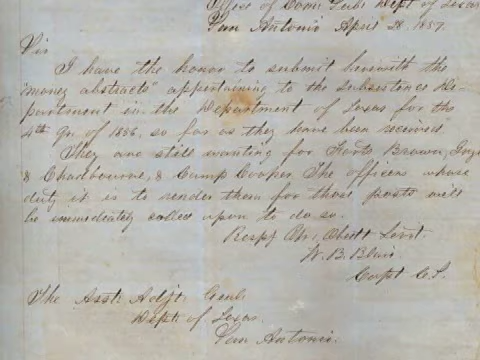 Office of Com. Sub. Dept of Texas
San Antonio April 28. 1857.
Sir
I have the honor to submit herewith the
"money abstracts" appertaining to the Subsistence De-
partment in the Department of Texas for the
4th qr. of 1856, so far as they have been received.
They are still wanting for Forts Brown,
& Chadbourne, & Camp Cooper. The officers whose
duty it is to render them for those posts will
be immediately called upon to do so.
Respy Yr. Obedt Servt
W. B. Blair
Capt C.S.
The Asst. Adjt. Genl.
Dept. of Texas.
San Antonio.